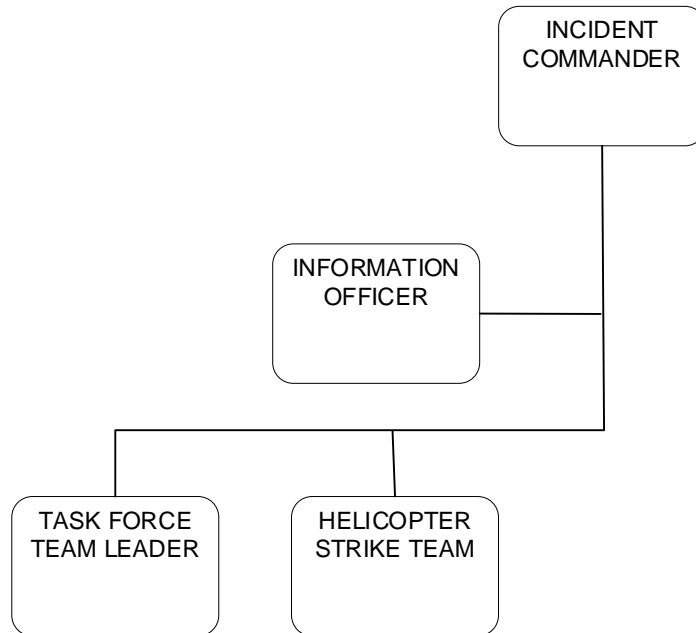 INCIDENT
COMMANDER
INFORMATION
OFFICER
TASK FORCE
TEAM LEADER
HELICOPTER
STRIKE TEAM